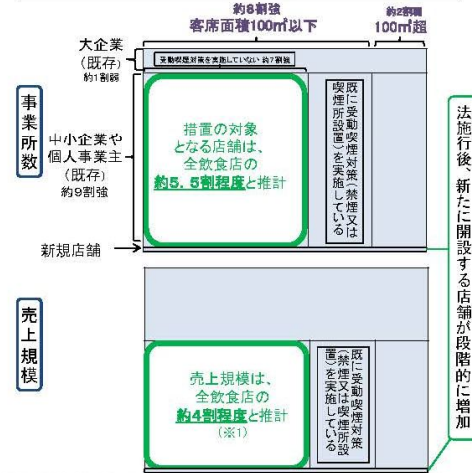 約8割強
客席面積100㎡以下
約2割弱
100㎡超
大企業
(既存)
約1割弱
受動喫煙対策を実施していない 約7割強
事業所数
中小企業や
個人事業主
(既存)
約9割強
措置の対象
となる店舗は、
全飲食店の
約5.5割程度と推計
既に受動喫煙対策(禁煙又は
喫煙所設置)を実施している
新規店舗
法施行後、新たに開設する店舗が段階的に増加
売上規模
売上規模は、
全飲食店の
約4割程度と推計
(※1)
既に受動喫煙対策
(禁煙又は喫煙所設
置)を実施している